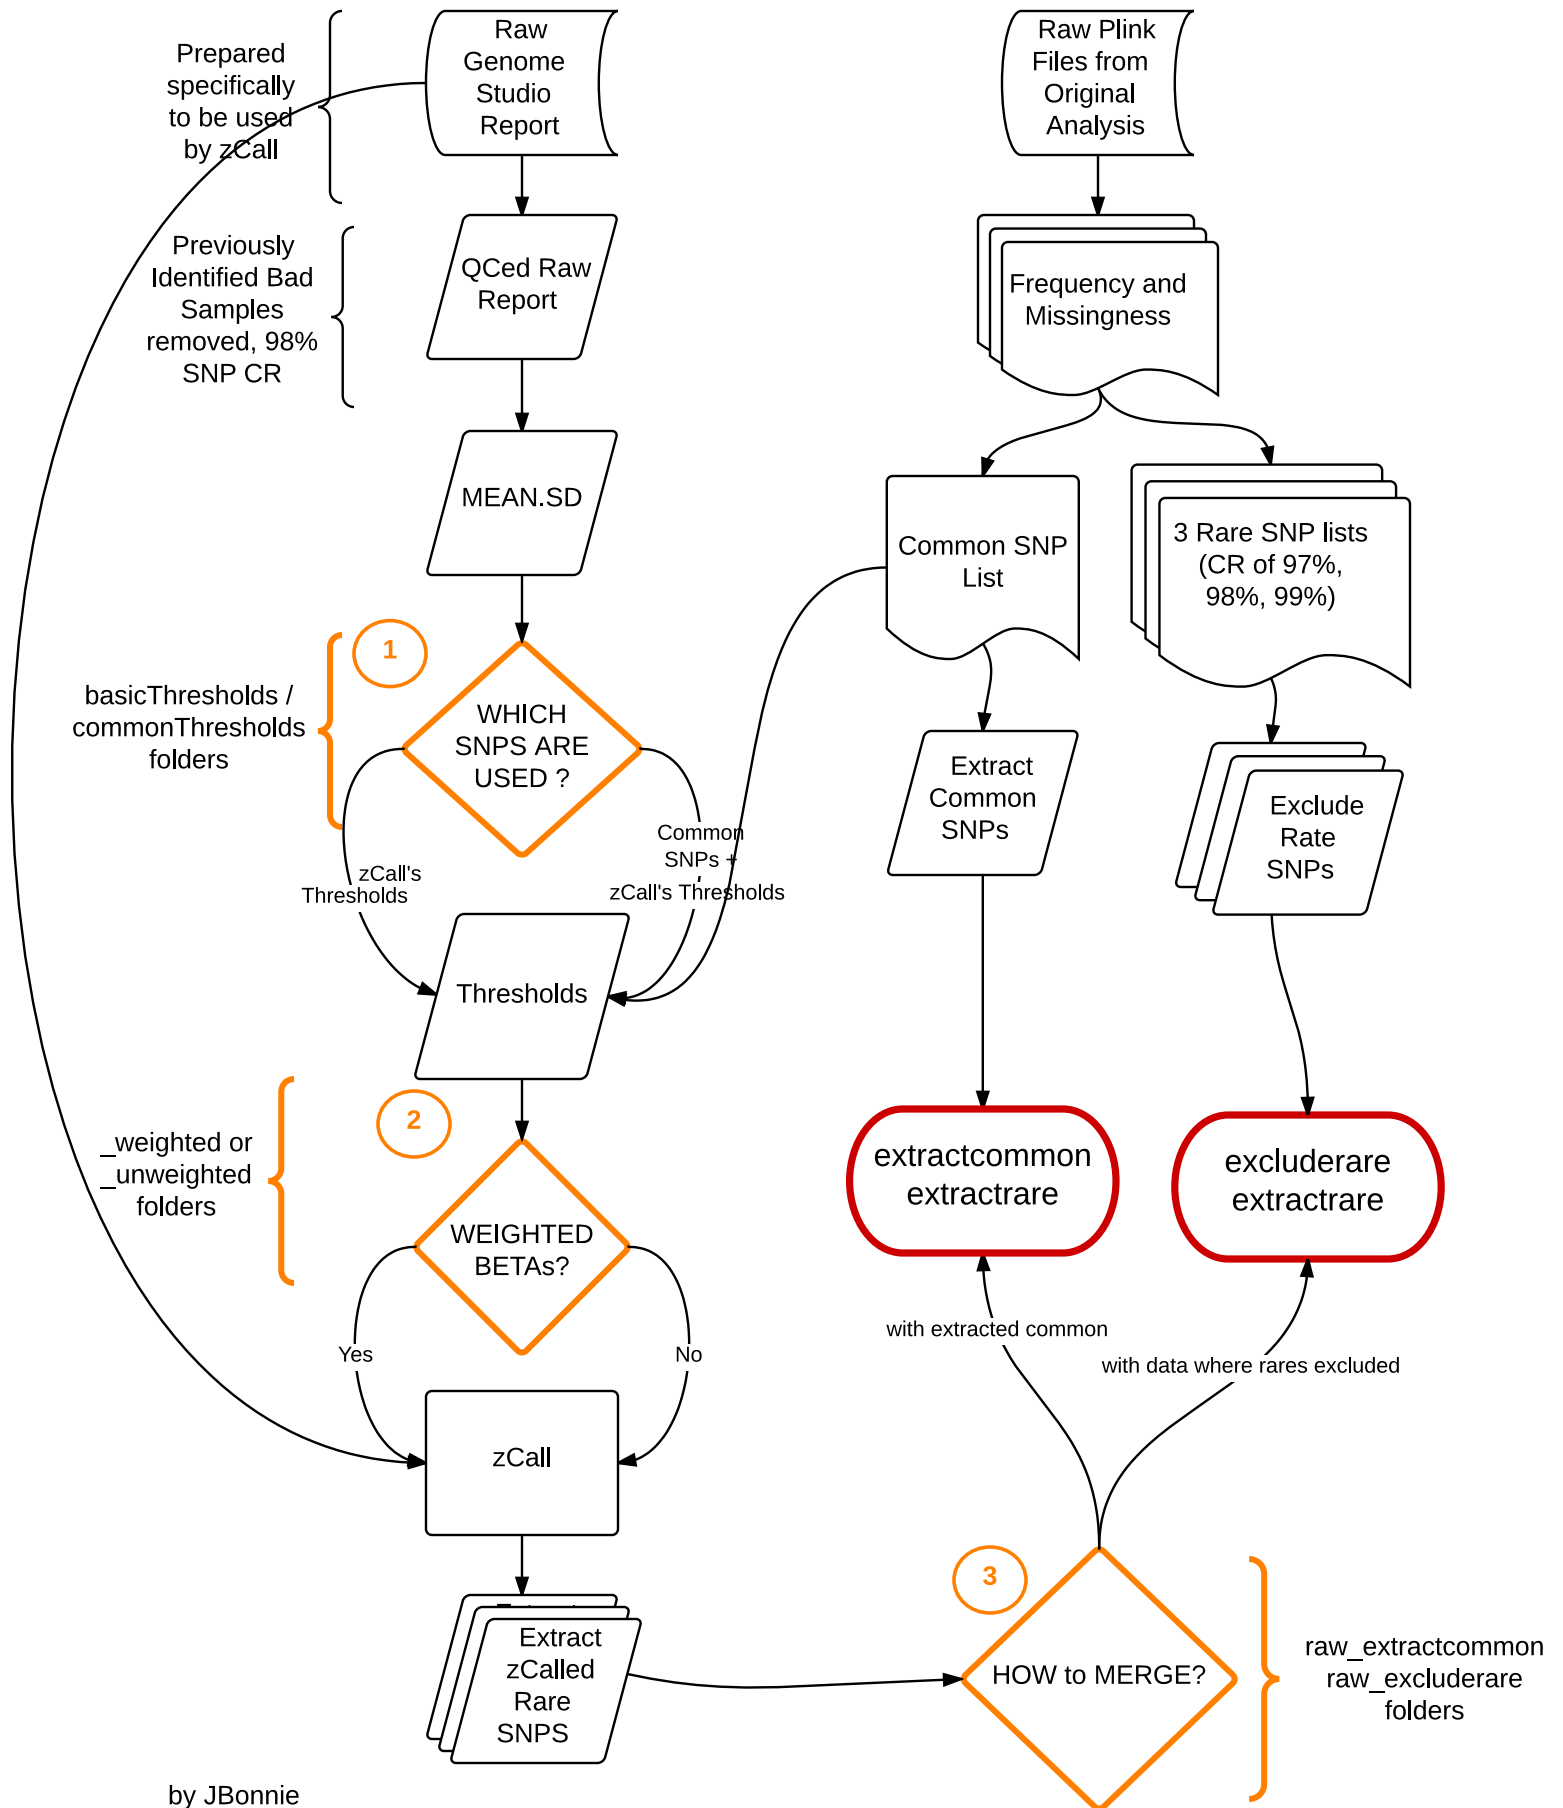 Prepared
specifically
to be used
by zCall
Raw
Genome
Studio
Report
Raw Plink
Files from
Original
Analysis
Previously
Identified Bad
Samples
removed, 98%
SNP CR
QCed Raw
Report
Frequency and
Missingness
MEAN.SD
Common SNP
List
3 Rare SNP lists
(CR of 97%,
98%, 99%)
1
basicThresholds /
commonThresholds
folders
WHICH
SNPS ARE
USED ?
Extract
Common
SNPs
Exclude
Rate
SNPs
zCall's
Thresholds
Common
SNPs +
zCall's Thresholds
Thresholds
2
_weighted or
_unweighted
folders
WEIGHTED
BETAs?
extractcommon
extractrare
excluderare
extractrare
Yes
No
with extracted common
with data where rares excluded
zCall
3
Extract
zCalled
Rare
SNPS
HOW to MERGE?
raw_extractcommon
raw_excluderare
folders
by JBonnie